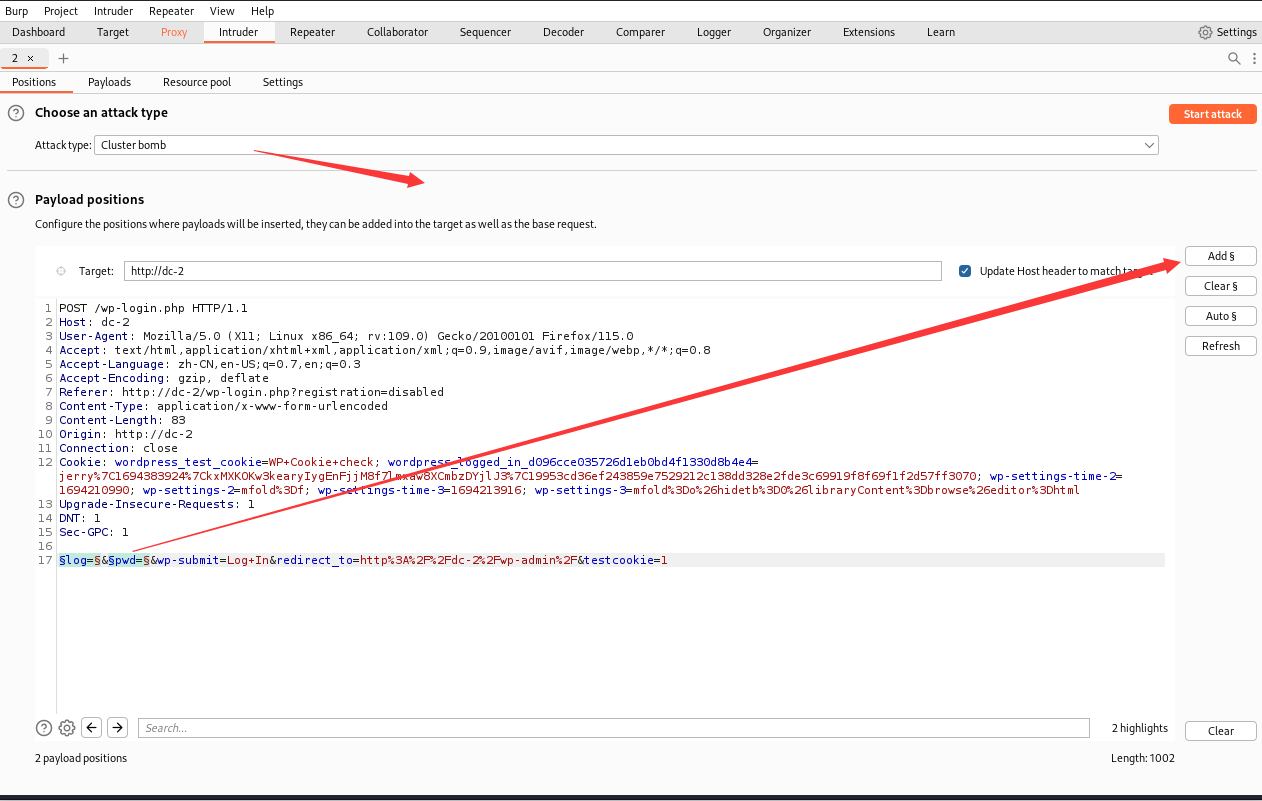 Burp Project Intruder Repeater View Help
Dashboard Target Proxy Intruder Repeater Collaborator Sequencer Decoder Comparer Logger Organizer Extensions Learn Settings
2 × +
Positions Payloads Resource pool Settings
Choose an attack type
Start attack
Attack type: Cluster bomb
Payload positions
Configure the positions where payloads will be inserted, they can be added into the target as well as the base request.
Target: http://dc-2
Update Host header to match target
Add §
Clear §
Auto §
Refresh
1 POST /wp-login.php HTTP/1.1
2 Host: dc-2
3 User-Agent: Mozilla/5.0 (X11; Linux x86_64; rv:109.0) Gecko/20100101 Firefox/115.0
4 Accept: text/html,application/xhtml+xml,application/xml;q=0.9,image/avif,image/webp,*/*;q=0.8
5 Accept-Language: zh-CN,en-US;q=0.7,en;q=0.3
6 Accept-Encoding: gzip, deflate
7 Referer: http://dc-2/wp-login.php?registration=disabled
8 Content-Type: application/x-www-form-urlencoded
9 Content-Length: 83
10 Origin: http://dc-2
11 Connection: close
12 Cookie: wordpress_test_cookie=WP+Cookie+check; wordpress_logged_in_d096cce035726d1eb0bd4f1330d8b4e4=
jerry%7C1694383924%7CkxMXKOKw3kearyIygEnFjjM8f7lmxaw8XCmbzDYjlJ3%7C19953cd36ef243859e7529212c138dd328e2fde3c69919f8f69f1f2d57ff3070; wp-settings-time-2=
1694210990; wp-settings-2=mfold%3Df; wp-settings-time-3=1694213916; wp-settings-3=mfold%3Do%26hidetb%3D0%26libraryContent%3Dbrowse%26editor%3Dhtml
13 Upgrade-Insecure-Requests: 1
14 DNT: 1
15 Sec-GPC: 1
16
17 §log=§&§pwd=§&wp-submit=Log+In&redirect_to=http%3A%2F%2Fdc-2%2Fwp-admin%2F&testcookie=1
Search...
2 highlights
Clear
2 payload positions
Length: 1002